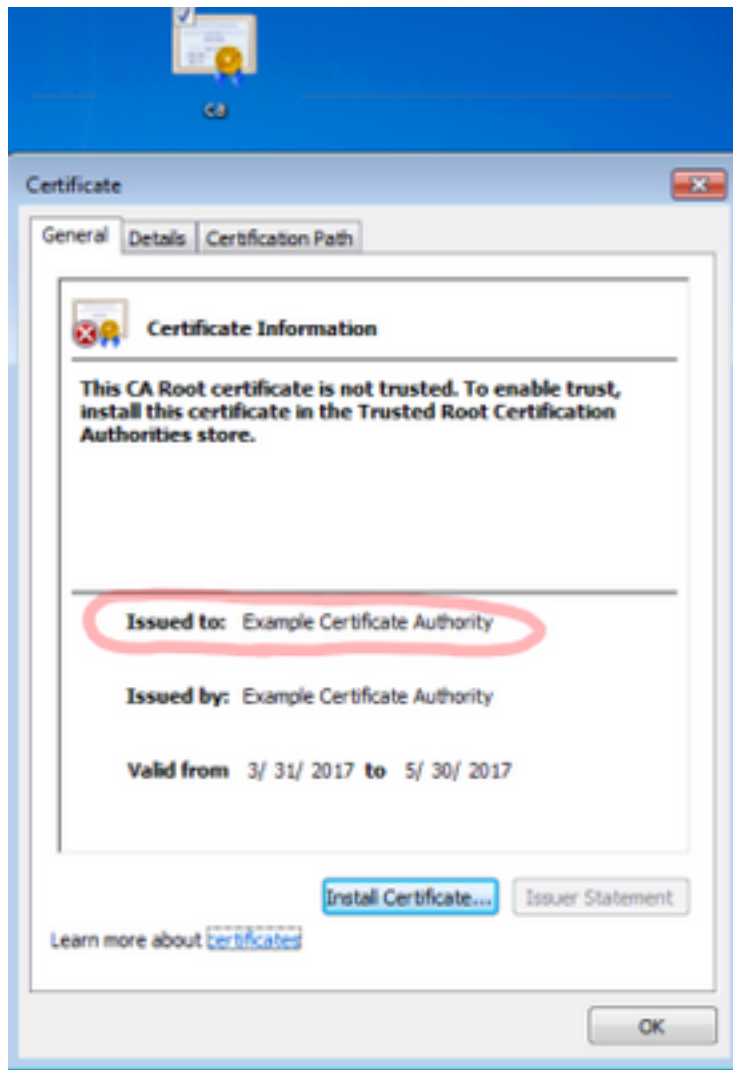 ca
Certificate
General Details Certification Path
Certificate Information
This CA Root certificate is not trusted. To enable trust,
install this certificate in the Trusted Root Certification
Authorities store.
Issued to: Example Certificate Authority
Issued by: Example Certificate Authority
Valid from 3/ 31/ 2017 to 5/ 30/ 2017
Install Certificate... Issuer Statement
Learn more about certificates
OK